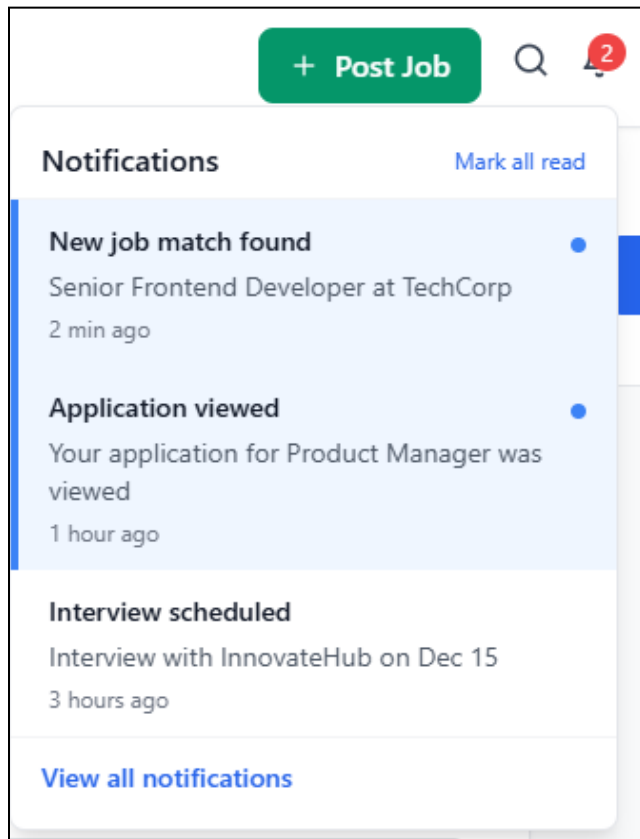 + Post Job
2
Notifications
Mark all read
New job match found
Senior Frontend Developer at TechCorp
2 min ago
Application viewed
Your application for Product Manager was
viewed
1 hour ago
Interview scheduled
Interview with InnovateHub on Dec 15
3 hours ago
View all notifications